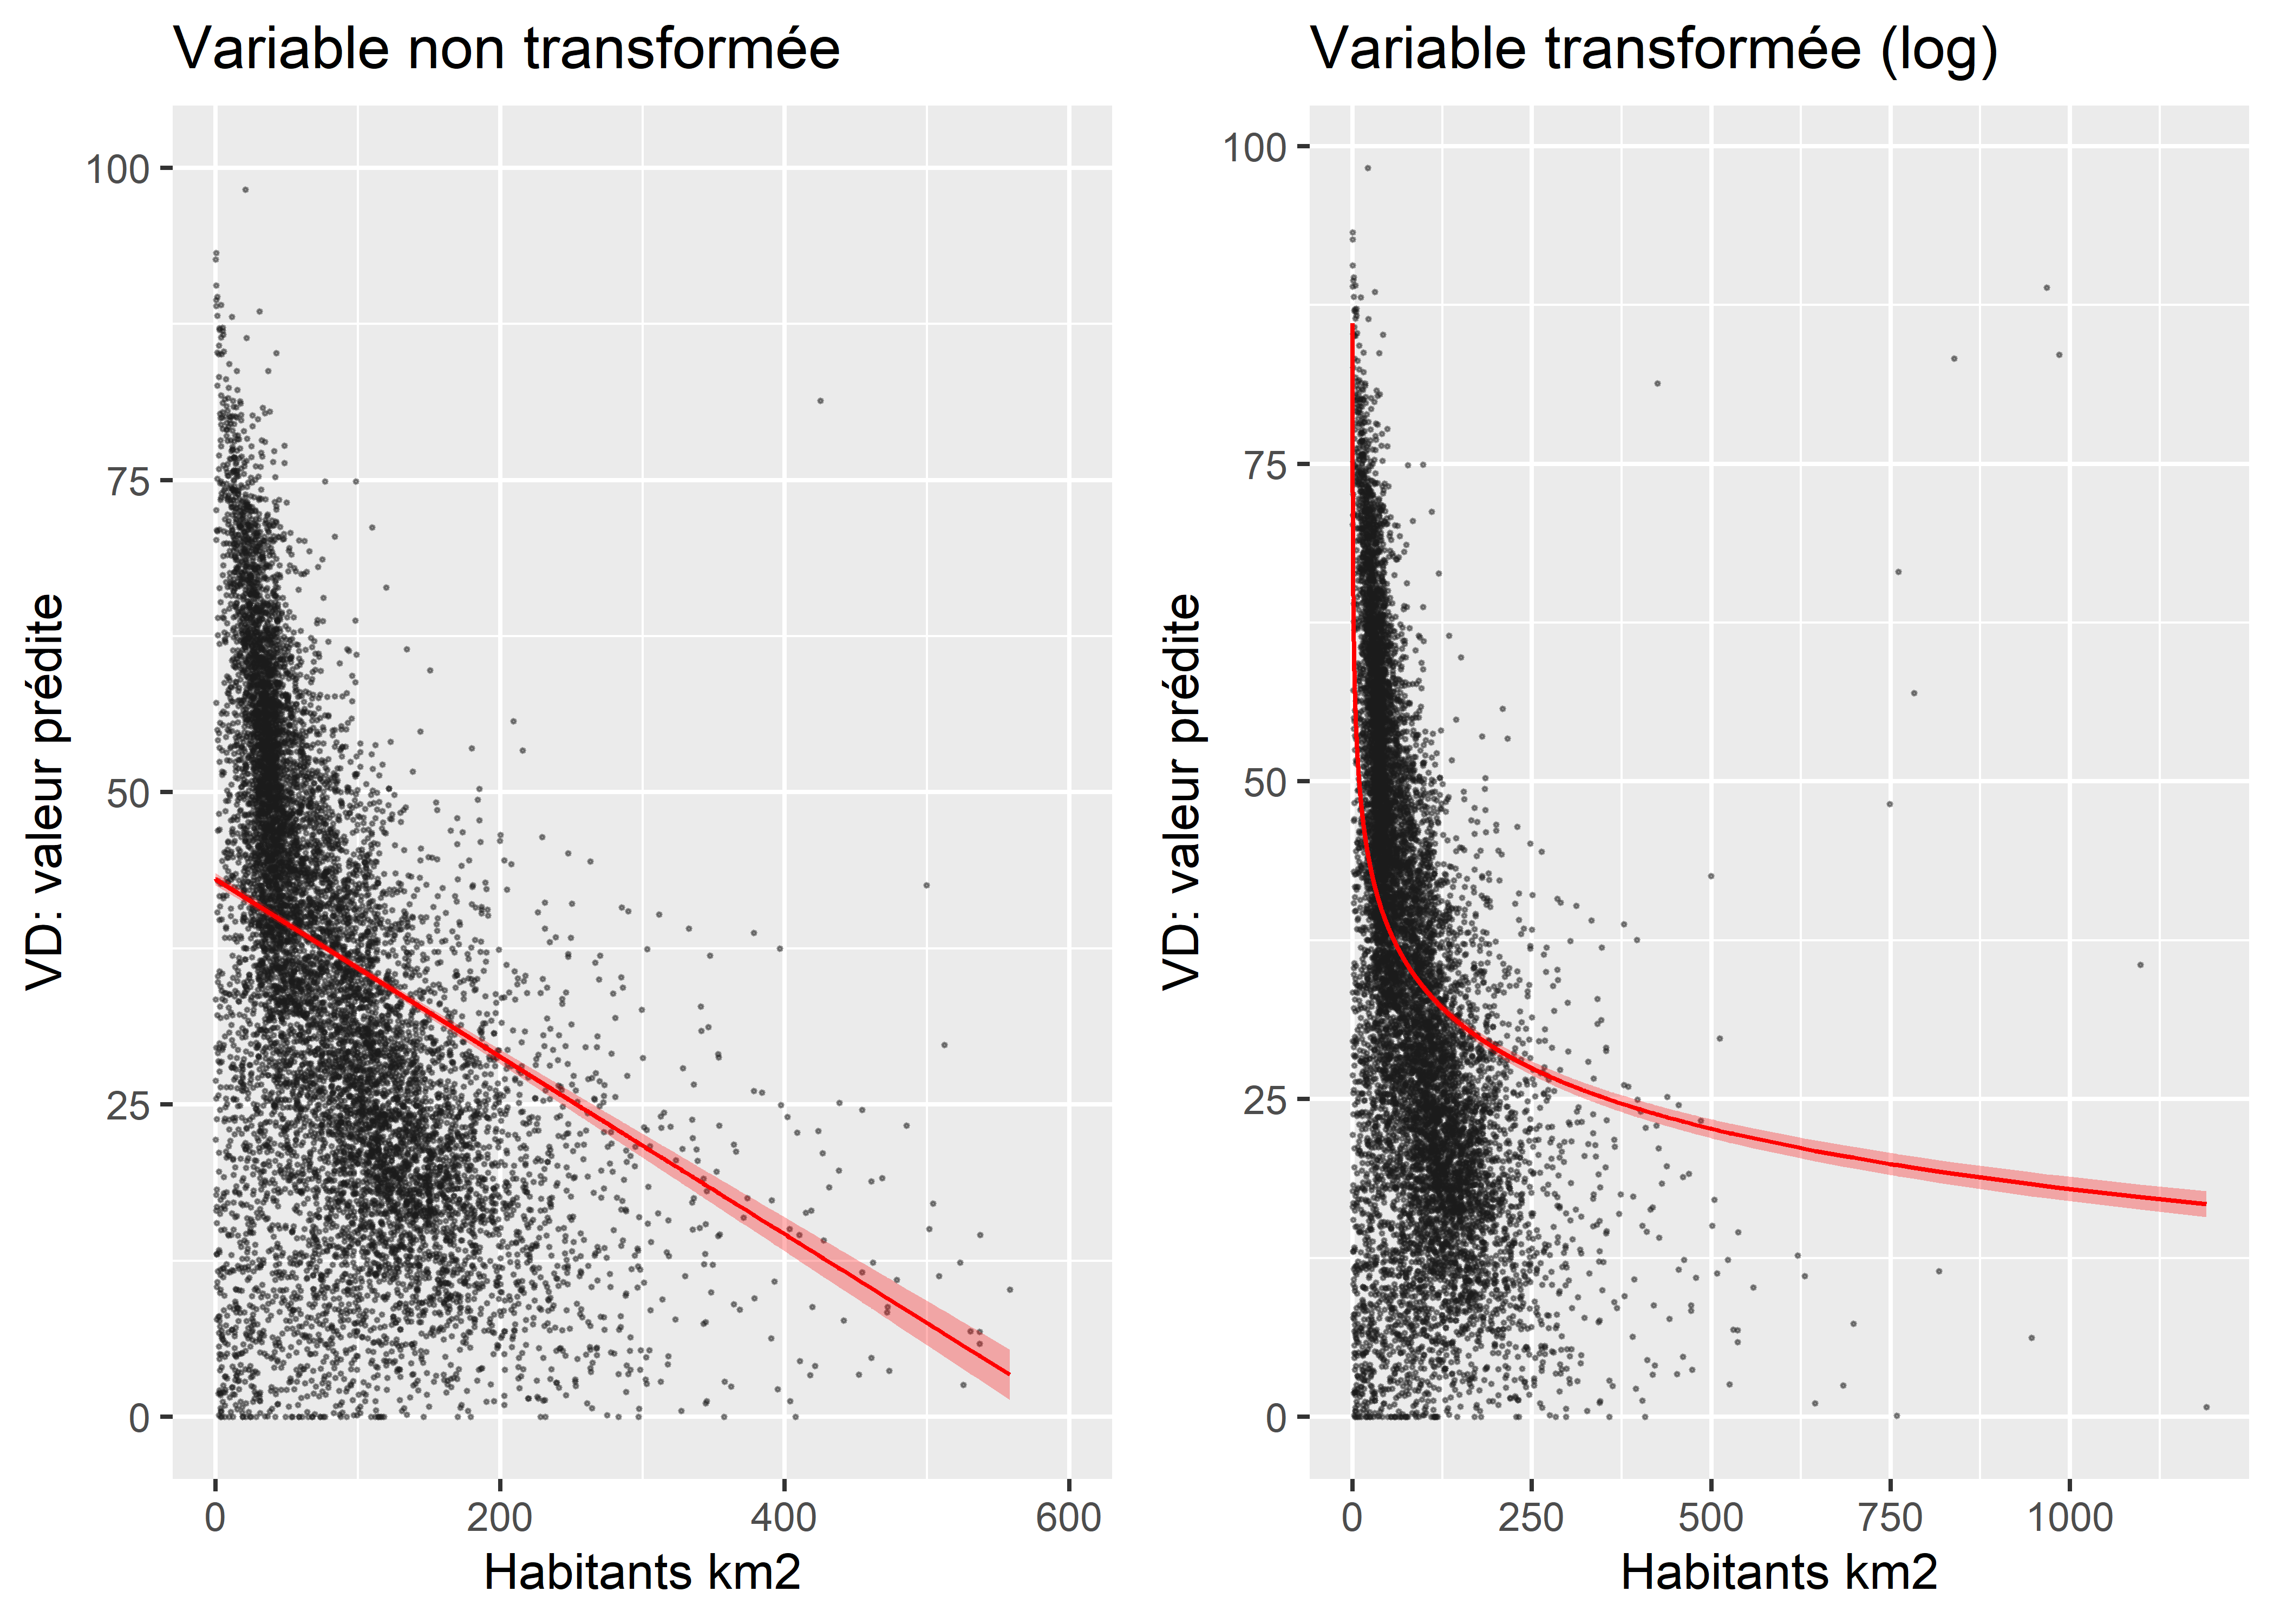 Variable non transformée
VD: valeur prédite
100
75
50
25
0
0 200 400 600
Habitants km2
Variable transformée (log)
VD: valeur prédite
100
75
50
25
0
0 250 500 750 1000
Habitants km2